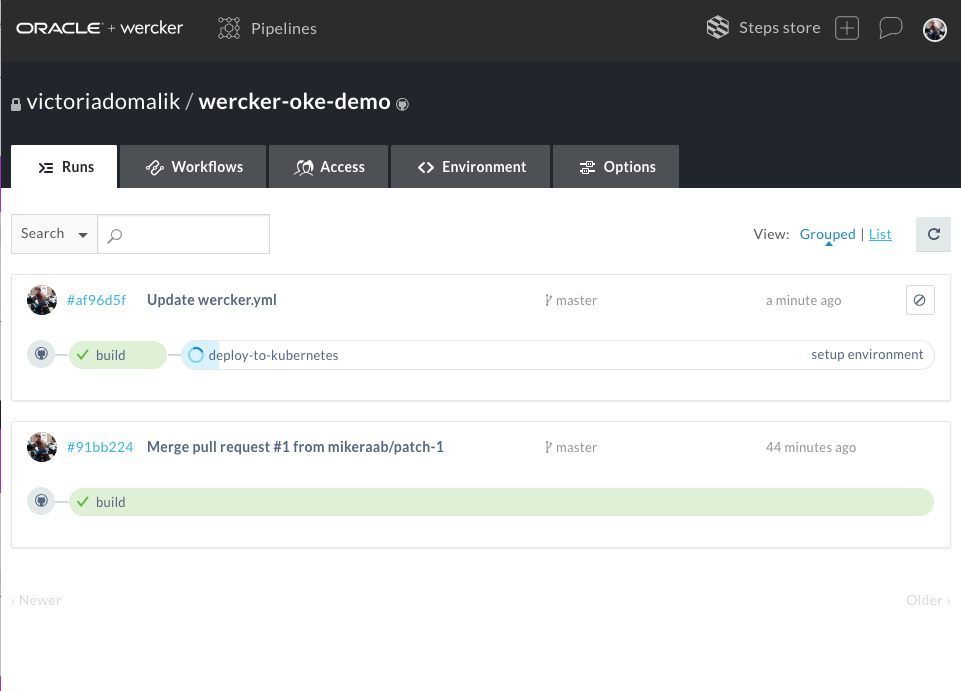 ORACLE + wercker Pipelines Steps store
victoriadomalik / wercker-oke-demo
Runs Workflows Access Environment Options
Search View: Grouped | List
#af96d5f Update wercker.yml master a minute ago
build deploy-to-kubernetes setup environment
#91bb224 Merge pull request #1 from mikeraab/patch-1 master 44 minutes ago
build
‹ Newer Older ›